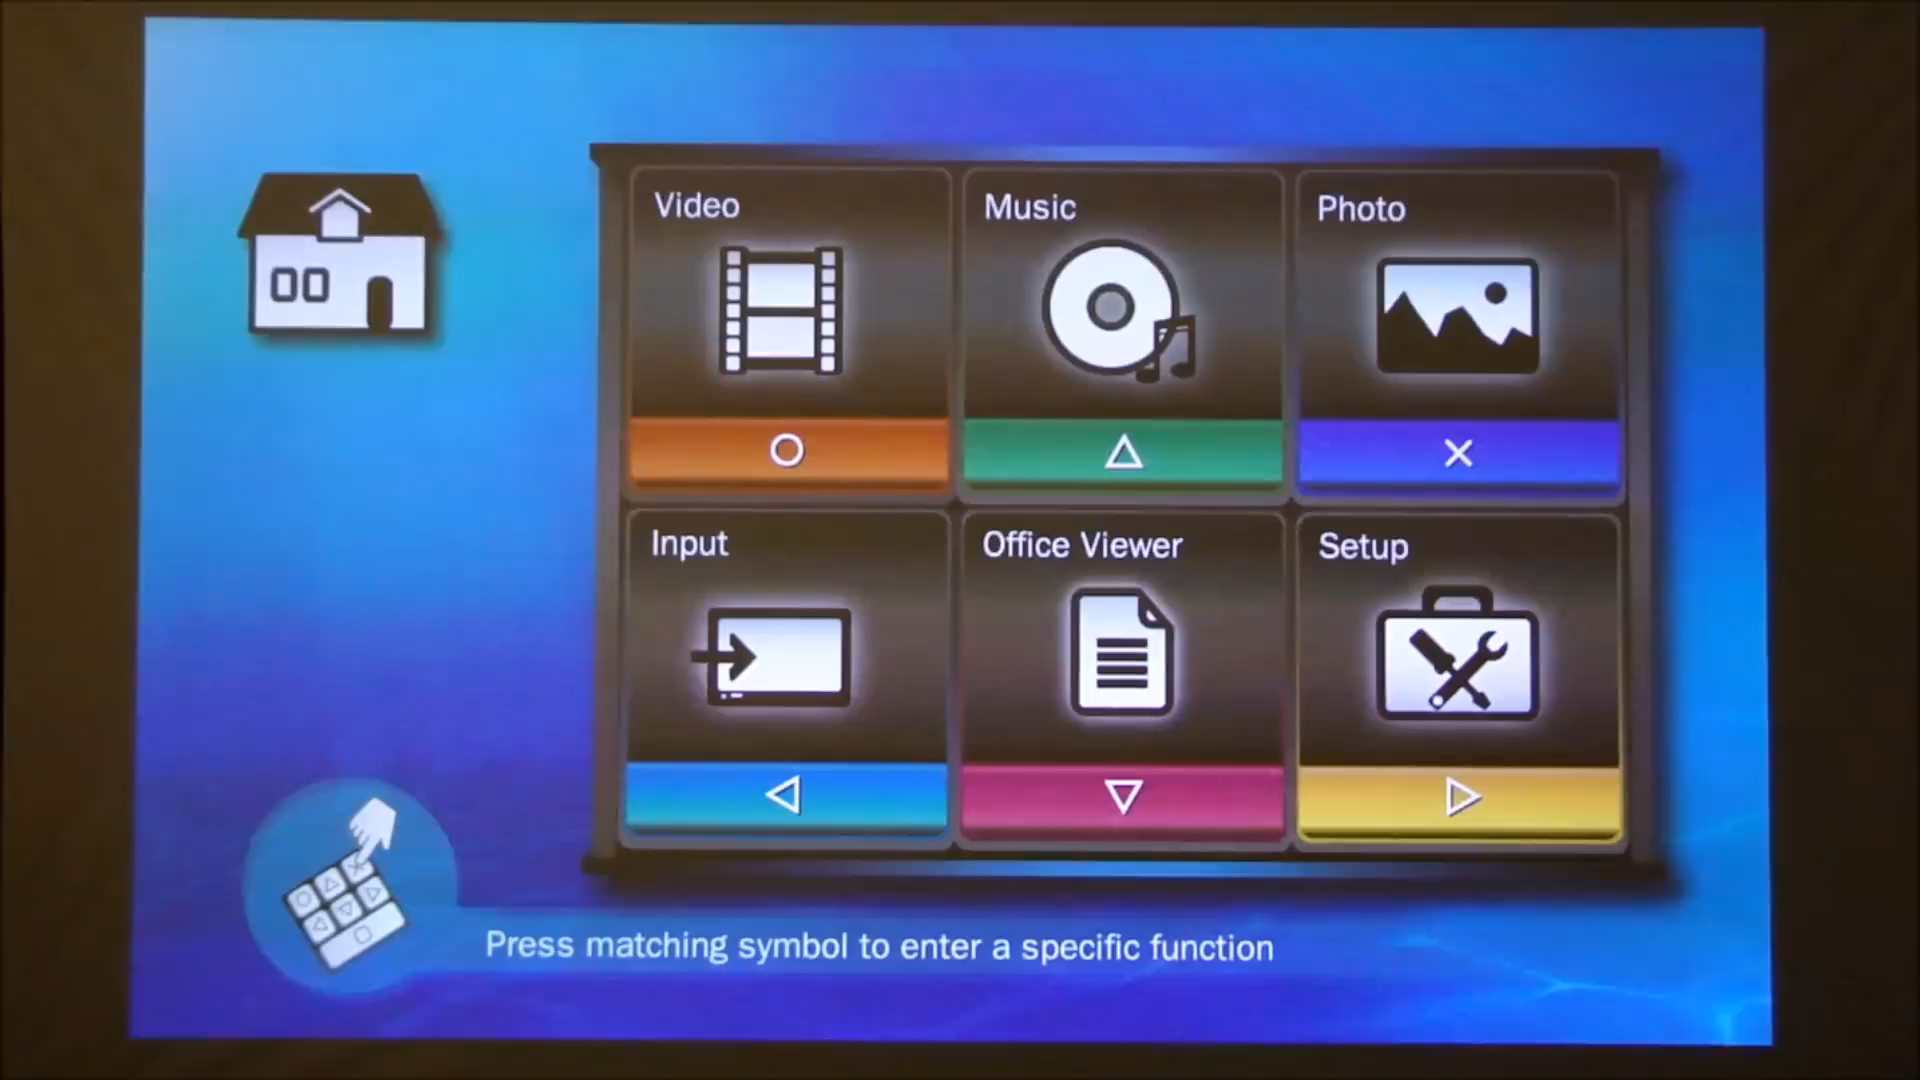 Video
Music
Photo
Input
Office Viewer
Setup
Press matching symbol to enter a specific function